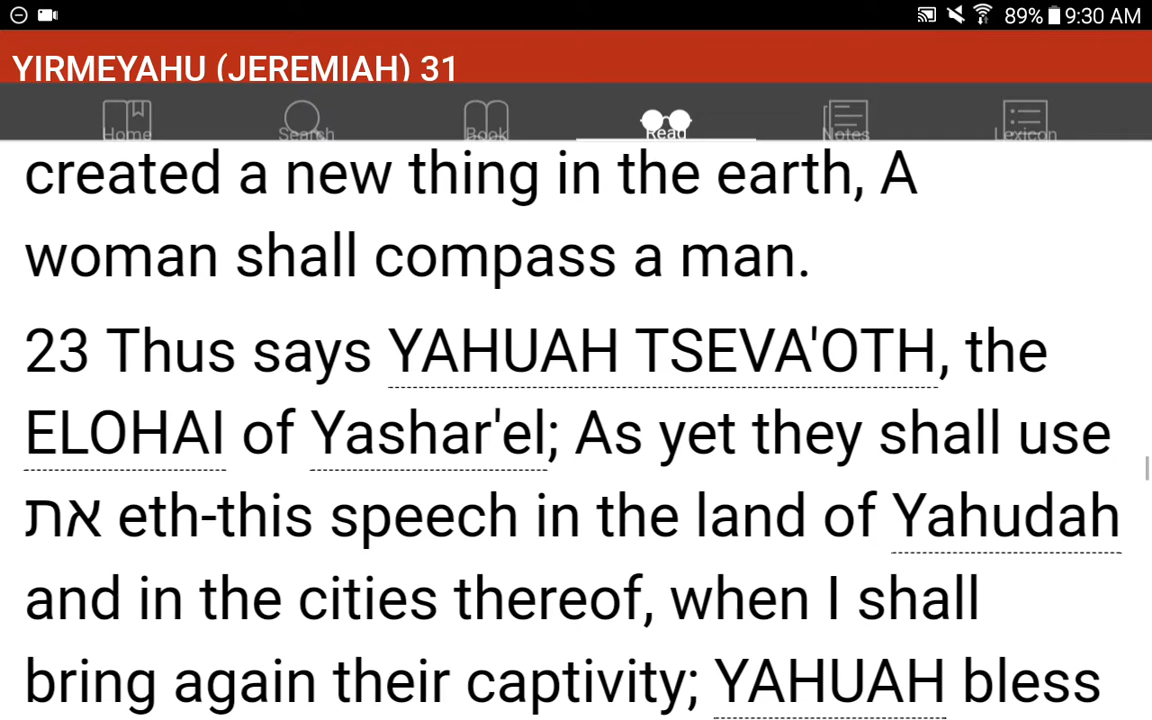 89% 9:30 AM
YIRMEYAHU (JEREMIAH) 31
Home Search Book Read Notes Lexicon
created a new thing in the earth, A
woman shall compass a man.
23 Thus says YAHUAH TSEVA'OTH, the
ELOHAI of Yashar'el; As yet they shall use
את eth-this speech in the land of Yahudah
and in the cities thereof, when I shall
bring again their captivity; YAHUAH bless